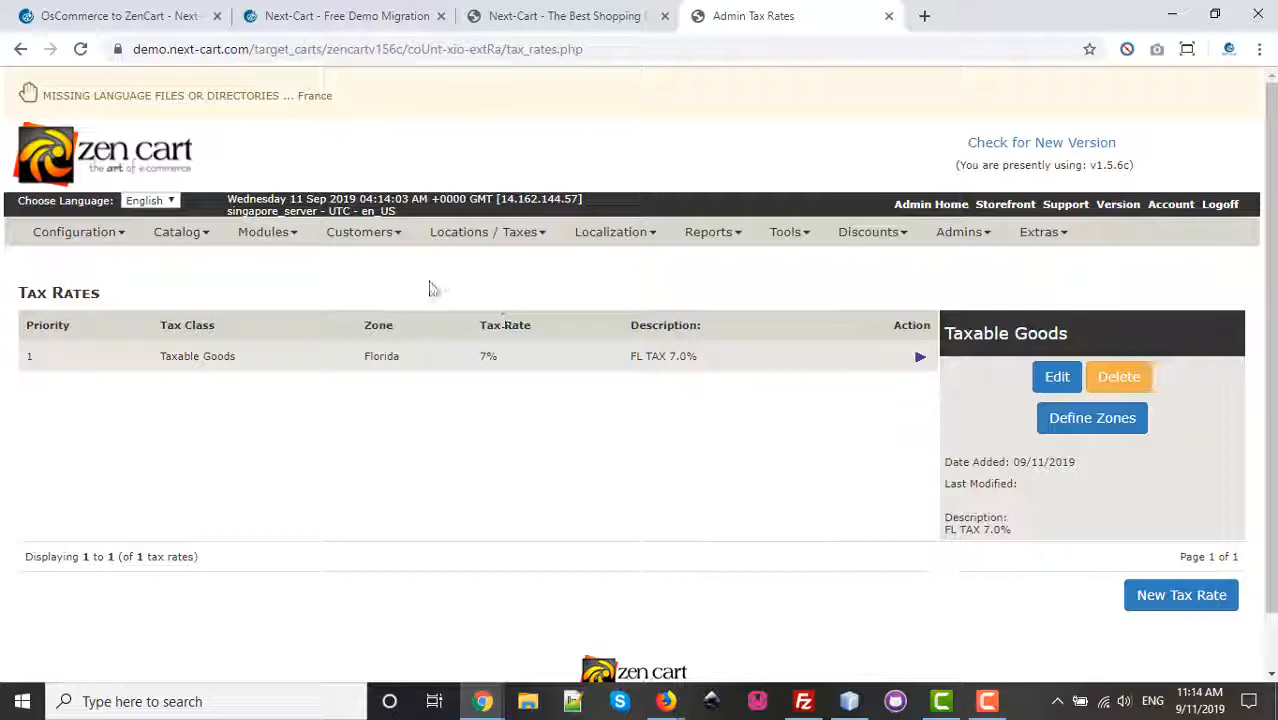 OsCommerce to ZenCart - Next-
Next-Cart - Free Demo Migration
Next-Cart - The Best Shopping
Admin Tax Rates
demo.next-cart.com/target_carts/zencartv156c/coUnt-xio-extRa/tax_rates.php
MISSING LANGUAGE FILES OR DIRECTORIES ... France
zen cart
the art of e-commerce
Check for New Version
(You are presently using: v1.5.6c)
Choose Language: English
Wednesday 11 Sep 2019 04:14:03 AM +0000 GMT [14.162.144.57]
singapore_server - UTC - en_US
Admin Home Storefront Support Version Account Logoff
Configuration Catalog Modules Customers Locations / Taxes Localization Reports Tools Discounts Admins Extras
TAX RATES
Priority Tax Class Zone Tax Rate Description: Action
1 Taxable Goods Florida 7% FL TAX 7.0%
Taxable Goods
Edit Delete
Define Zones
Date Added: 09/11/2019
Last Modified:
Description:
FL TAX 7.0%
Displaying 1 to 1 (of 1 tax rates)
Page 1 of 1
New Tax Rate
zen cart
Type here to search
ENG
11:14 AM
9/11/2019